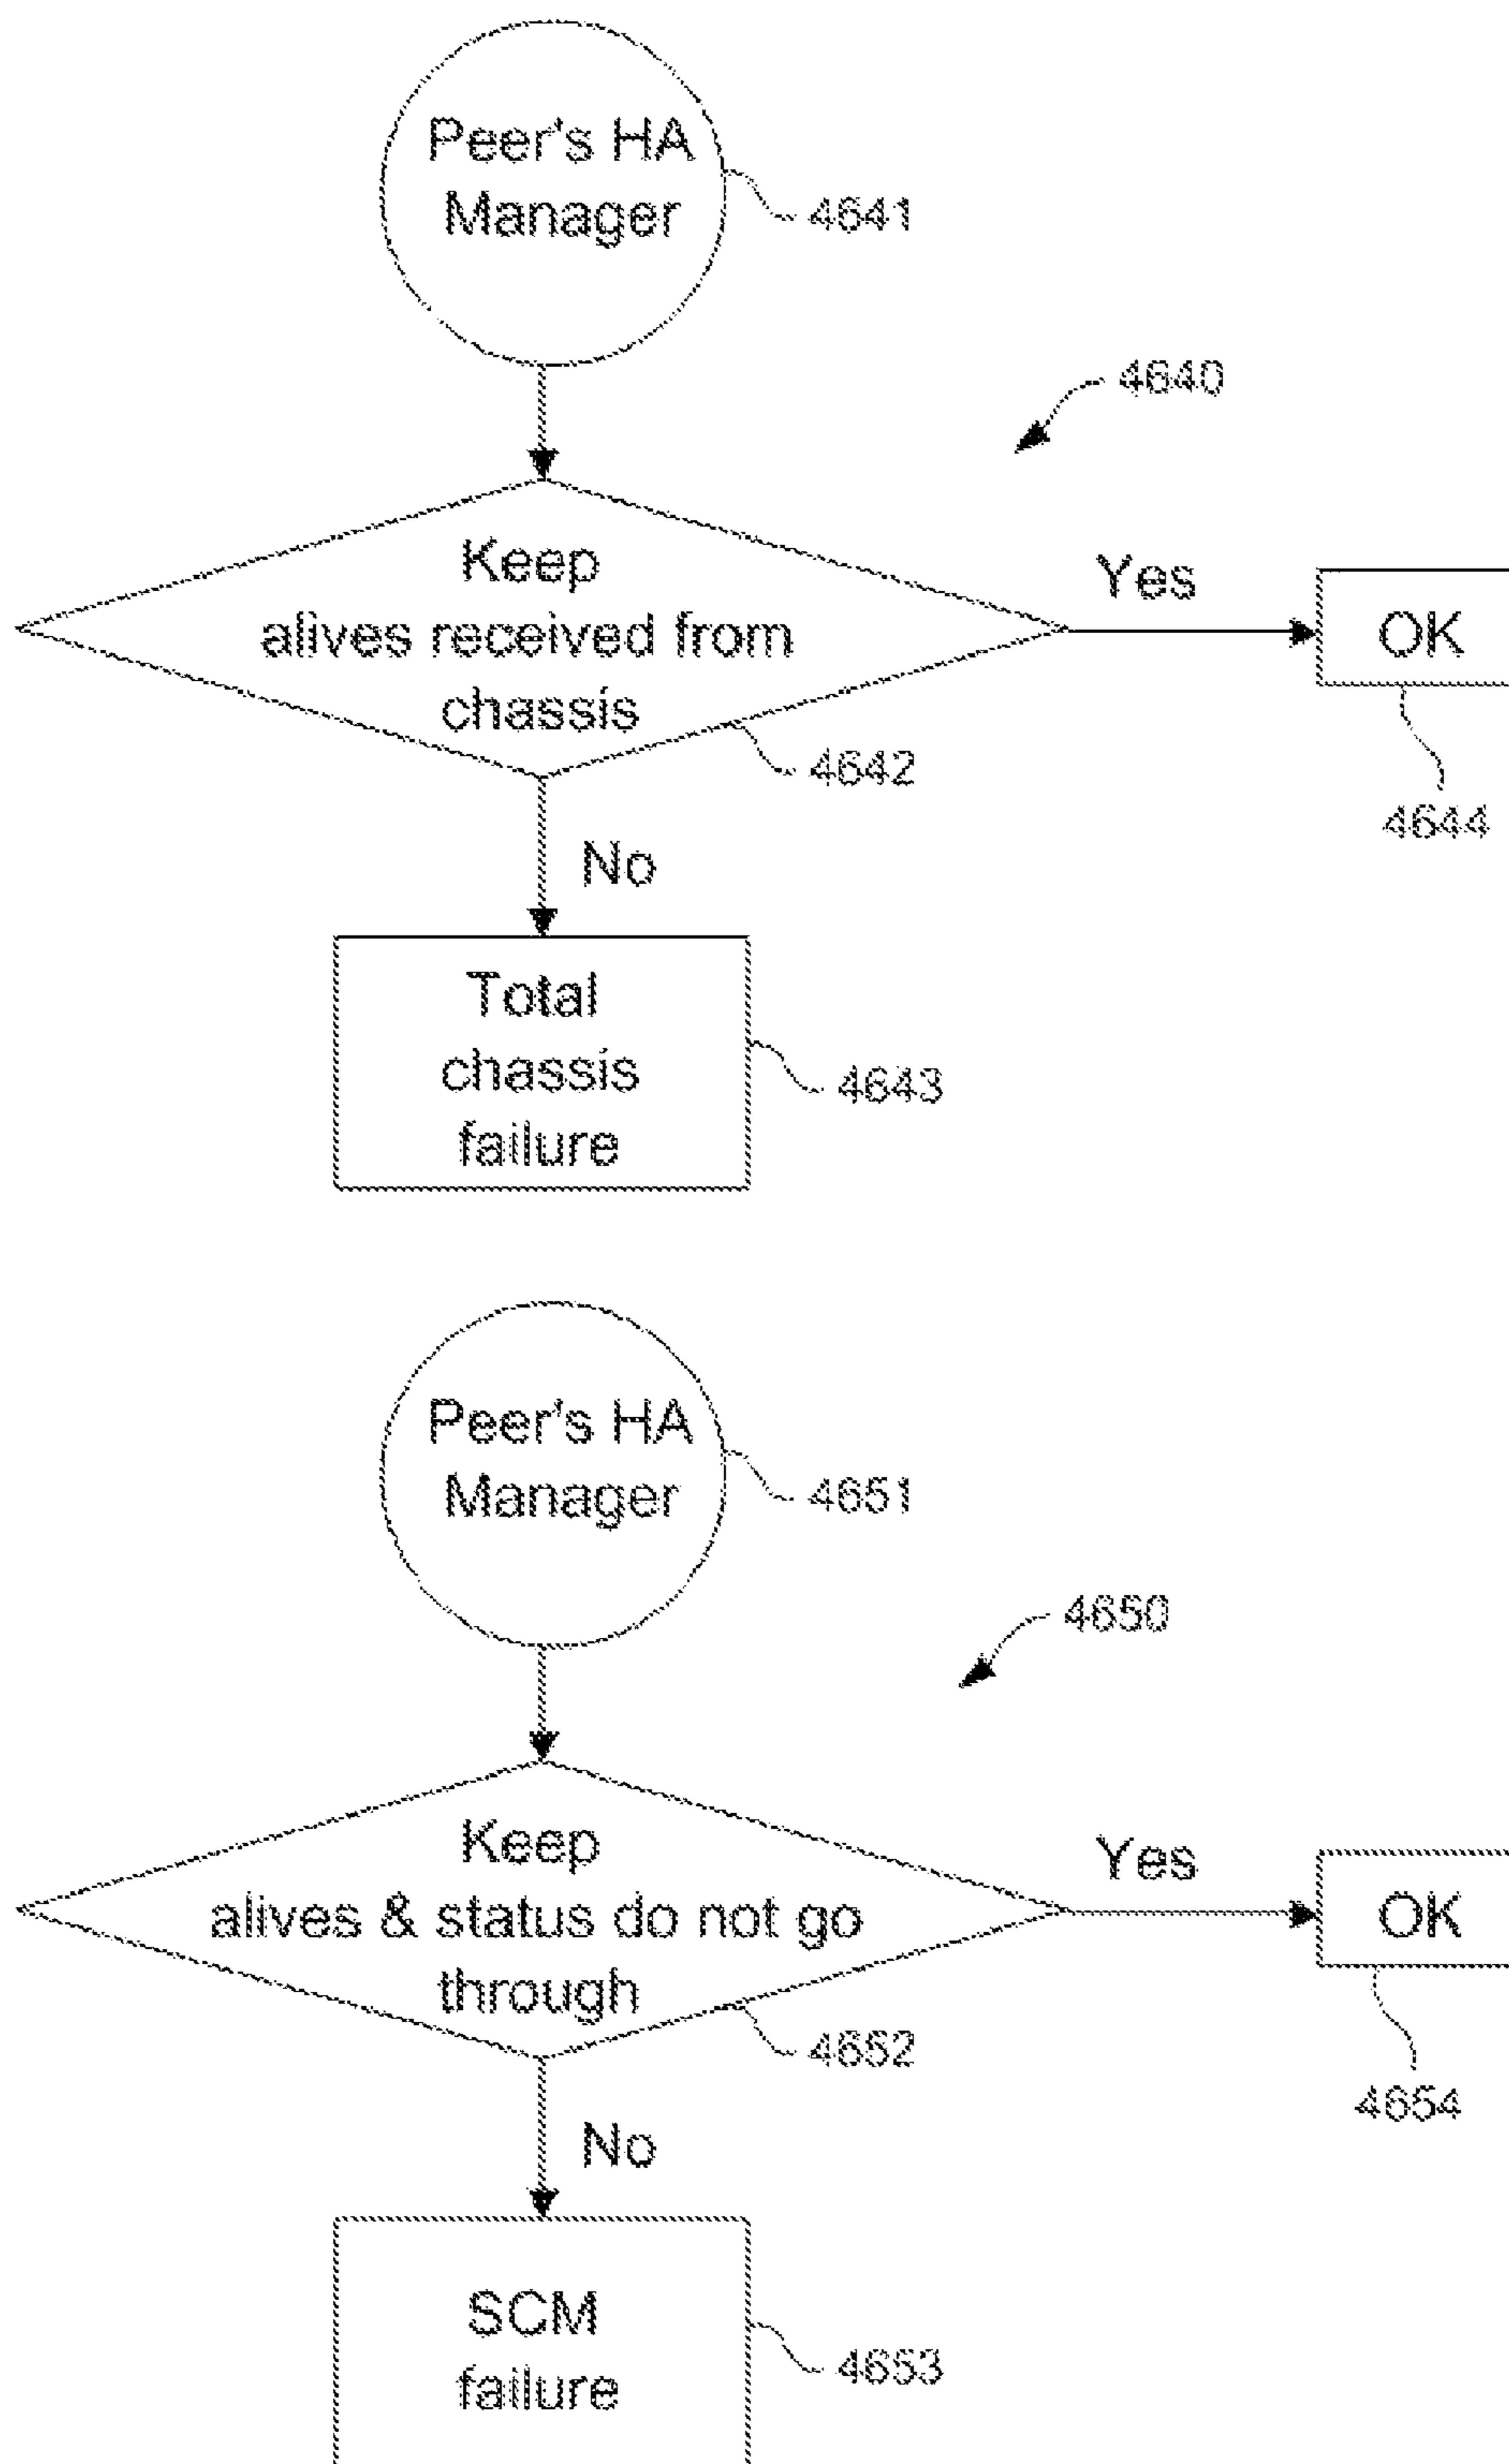 Peer's HA
Manager
4641
4640
Keep
alives received from
chassis
4642
Yes
OK
4644
No
Total
chassis
failure
4643
Peer's HA
Manager
4651
4650
Keep
alives & status do not go
through
4652
Yes
OK
4654
No
SCM
failure
4653